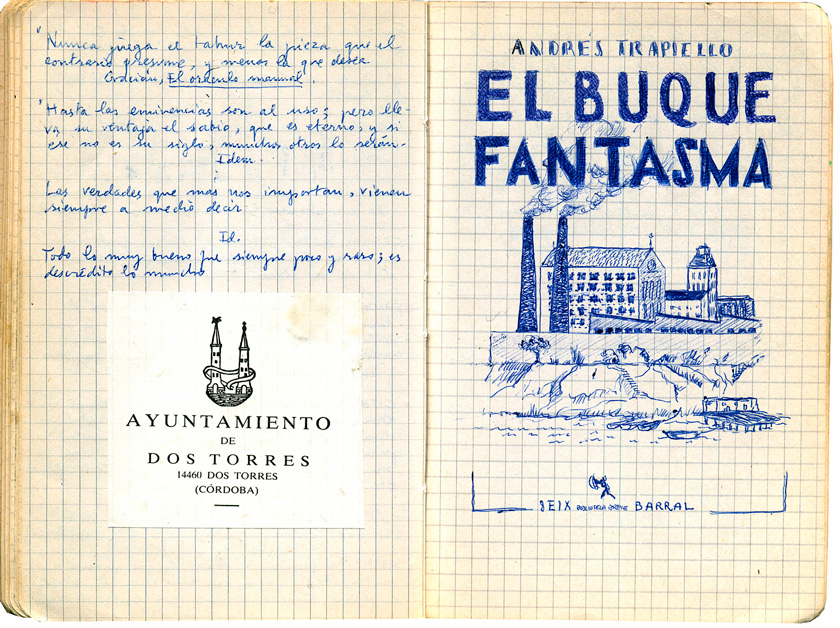 "Nunca juega el tahur la pieza que el
contrario presume, y menos la que desea
Gracián, El oráculo manual.
"Hasta las eminencias son al uso; pero lle-
va su ventaja el sabio, que es eterno, y si
ese no es su siglo, muchos otros lo serán.
Idem.
Las verdades que más nos importan, vienen
siempre a medio decir
Id.
Todo lo muy bueno fue siempre poco y raro; es
descrédito lo mucho
AYUNTAMIENTO
DE
DOS TORRES
14460 DOS TORRES
(CÓRDOBA)
ANDRÉS TRAPIELLO
EL BUQUE
FANTASMA
SEIX BARRAL